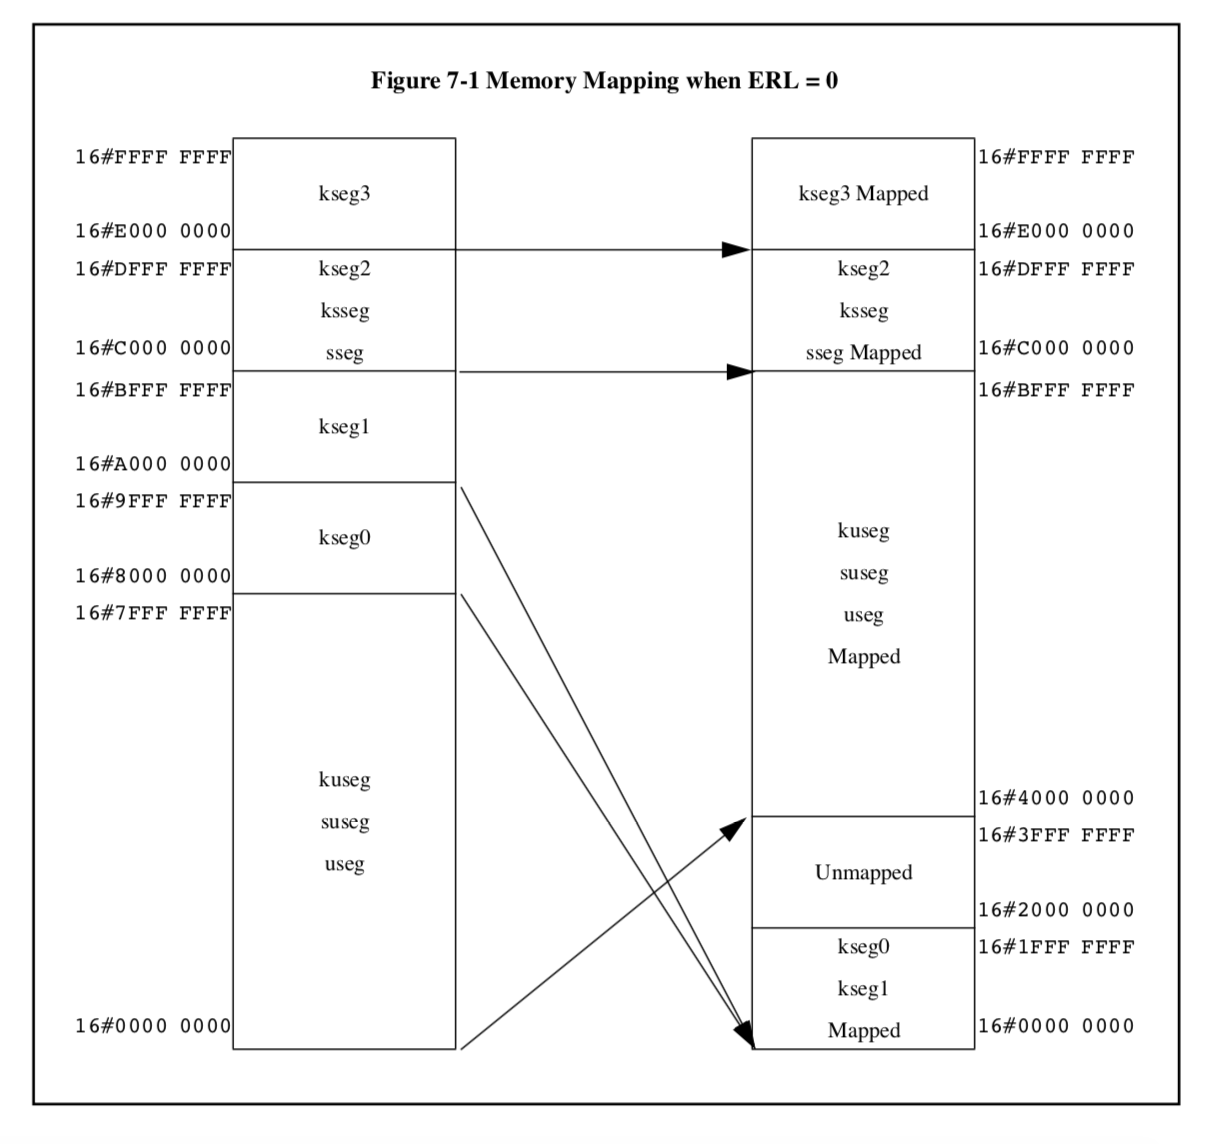 Figure 7-1 Memory Mapping when ERL = 0
16#FFFF FFFF
kseg3
16#E000 0000
16#DFFF FFFF
kseg2
ksseg
16#C000 0000
sseg
16#BFFF FFFF
kseg1
16#A000 0000
16#9FFF FFFF
kseg0
16#8000 0000
16#7FFF FFFF
kuseg
suseg
useg
16#0000 0000
16#FFFF FFFF
kseg3 Mapped
16#E000 0000
kseg2
16#DFFF FFFF
ksseg
sseg Mapped
16#C000 0000
16#BFFF FFFF
kuseg
suseg
useg
Mapped
16#4000 0000
16#3FFF FFFF
Unmapped
16#2000 0000
kseg0
16#1FFF FFFF
kseg1
Mapped
16#0000 0000